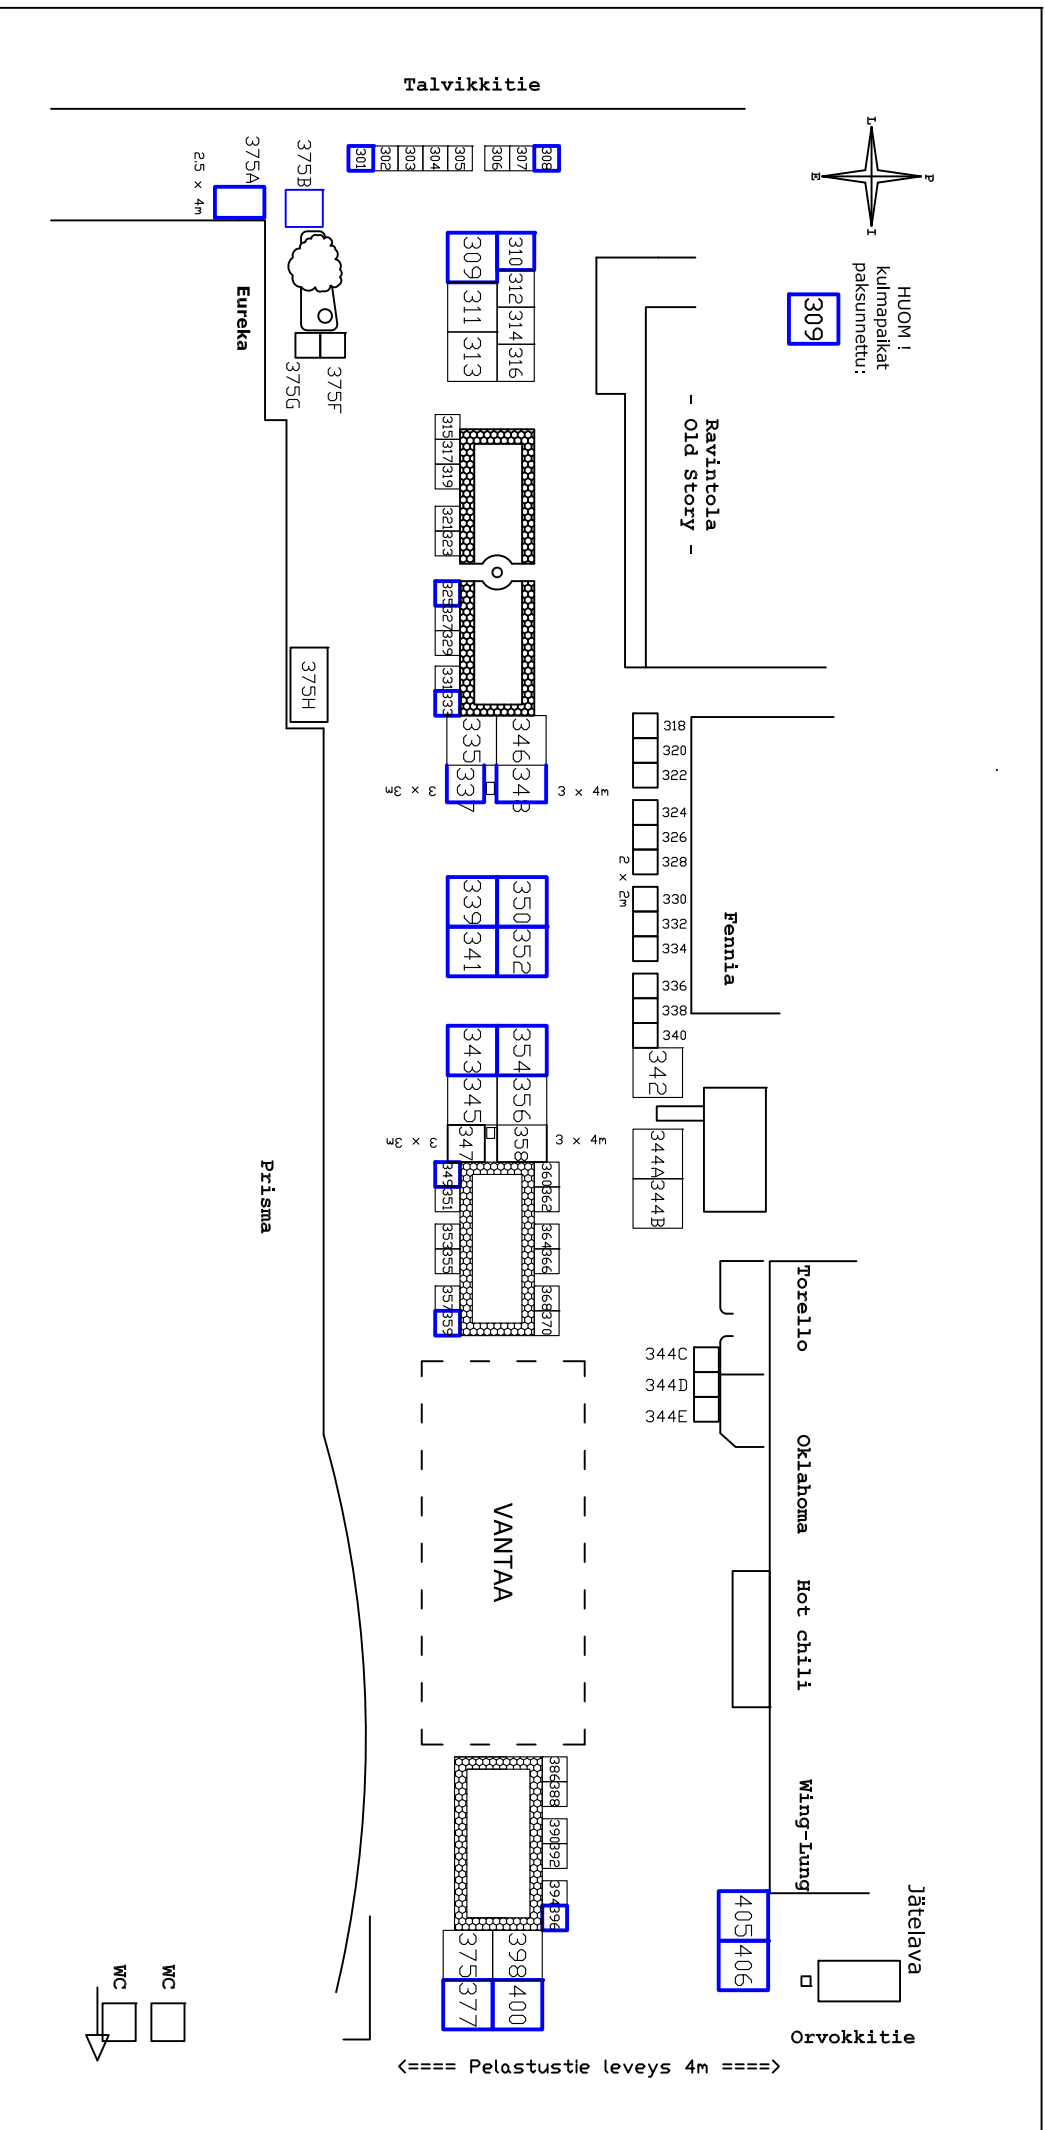 Talvikkitie
L
P
E
I
HUOM !
kulmapaikat
paksunnettu:
309
301
302
303
304
305
306
307
308
375A
375B
2.5 x 4m
309
310
311
312
313
314
316
Eureka
375G
375F
Ravintola
- Old Story -
315
317
319
321
323
325
327
329
331
333
375H
335
346
337
348
3 x 3m
3 x 4m
318
320
322
324
326
328
330
332
334
336
338
340
2 x 2m
Fennia
339
350
341
352
343
354
345
356
347
358
3 x 3m
3 x 4m
342
344A
344B
Prisma
349
351
353
355
357
359
360
362
364
366
368
370
Torello
344C
344D
344E
Oklahoma
VANTAA
Hot chili
Wing-Lung
386
388
390
392
394
396
375
398
377
400
405
406
Jätelava
WC
WC
Orvokkitie
<==== Pelastustie leveys 4m ====>